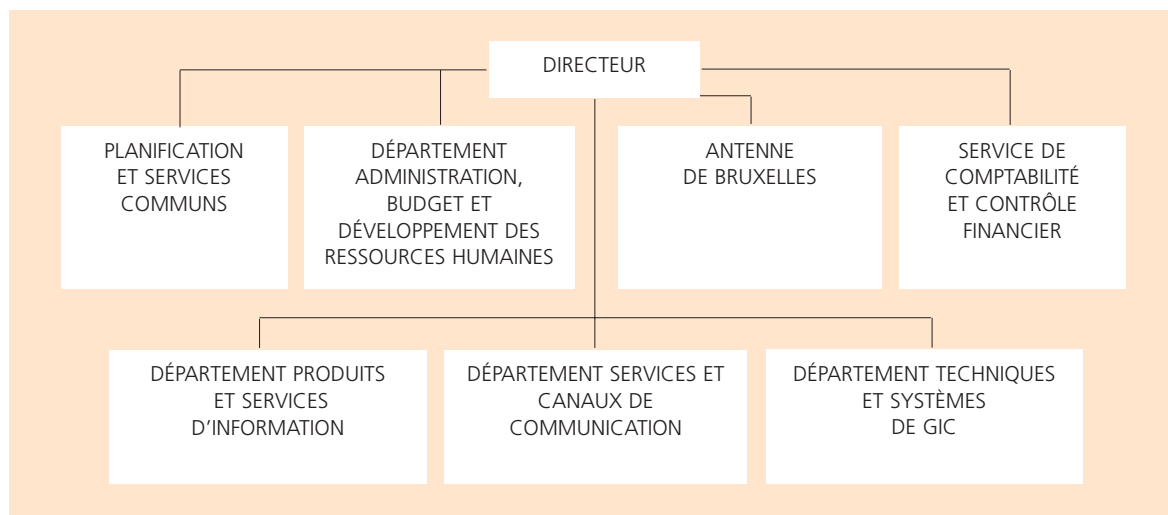 DIRECTEUR
PLANIFICATION
ET SERVICES
COMMUNS
DÉPARTEMENT
ADMINISTRATION,
BUDGET ET
DÉVELOPPEMENT DES
RESSOURCES HUMAINES
ANTENNE
DE BRUXELLES
SERVICE DE
COMPTABILITÉ
ET CONTRÔLE
FINANCIER
DÉPARTEMENT PRODUITS
ET SERVICES
D’INFORMATION
DÉPARTEMENT SERVICES ET
CANAUX DE
COMMUNICATION
DÉPARTEMENT TECHNIQUES
ET SYSTÈMES
DE GIC